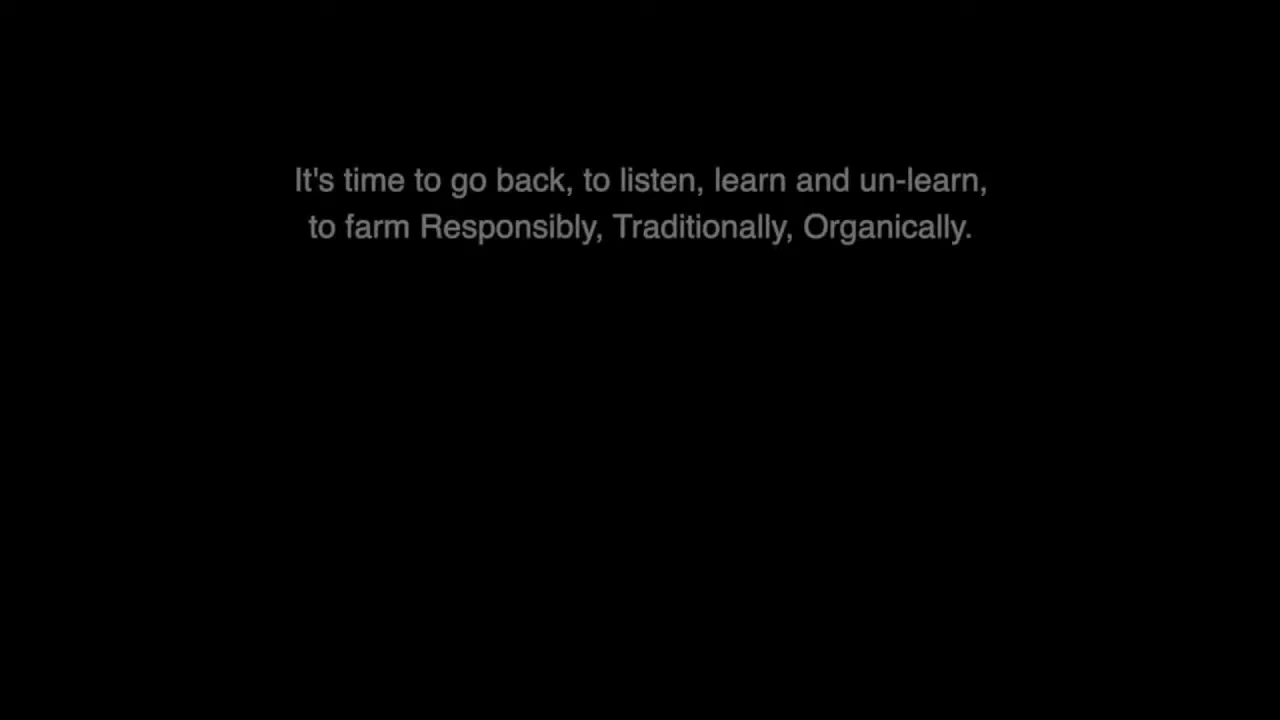 It's time to go back, to listen, learn and un-learn,
to farm Responsibly, Traditionally, Organically.